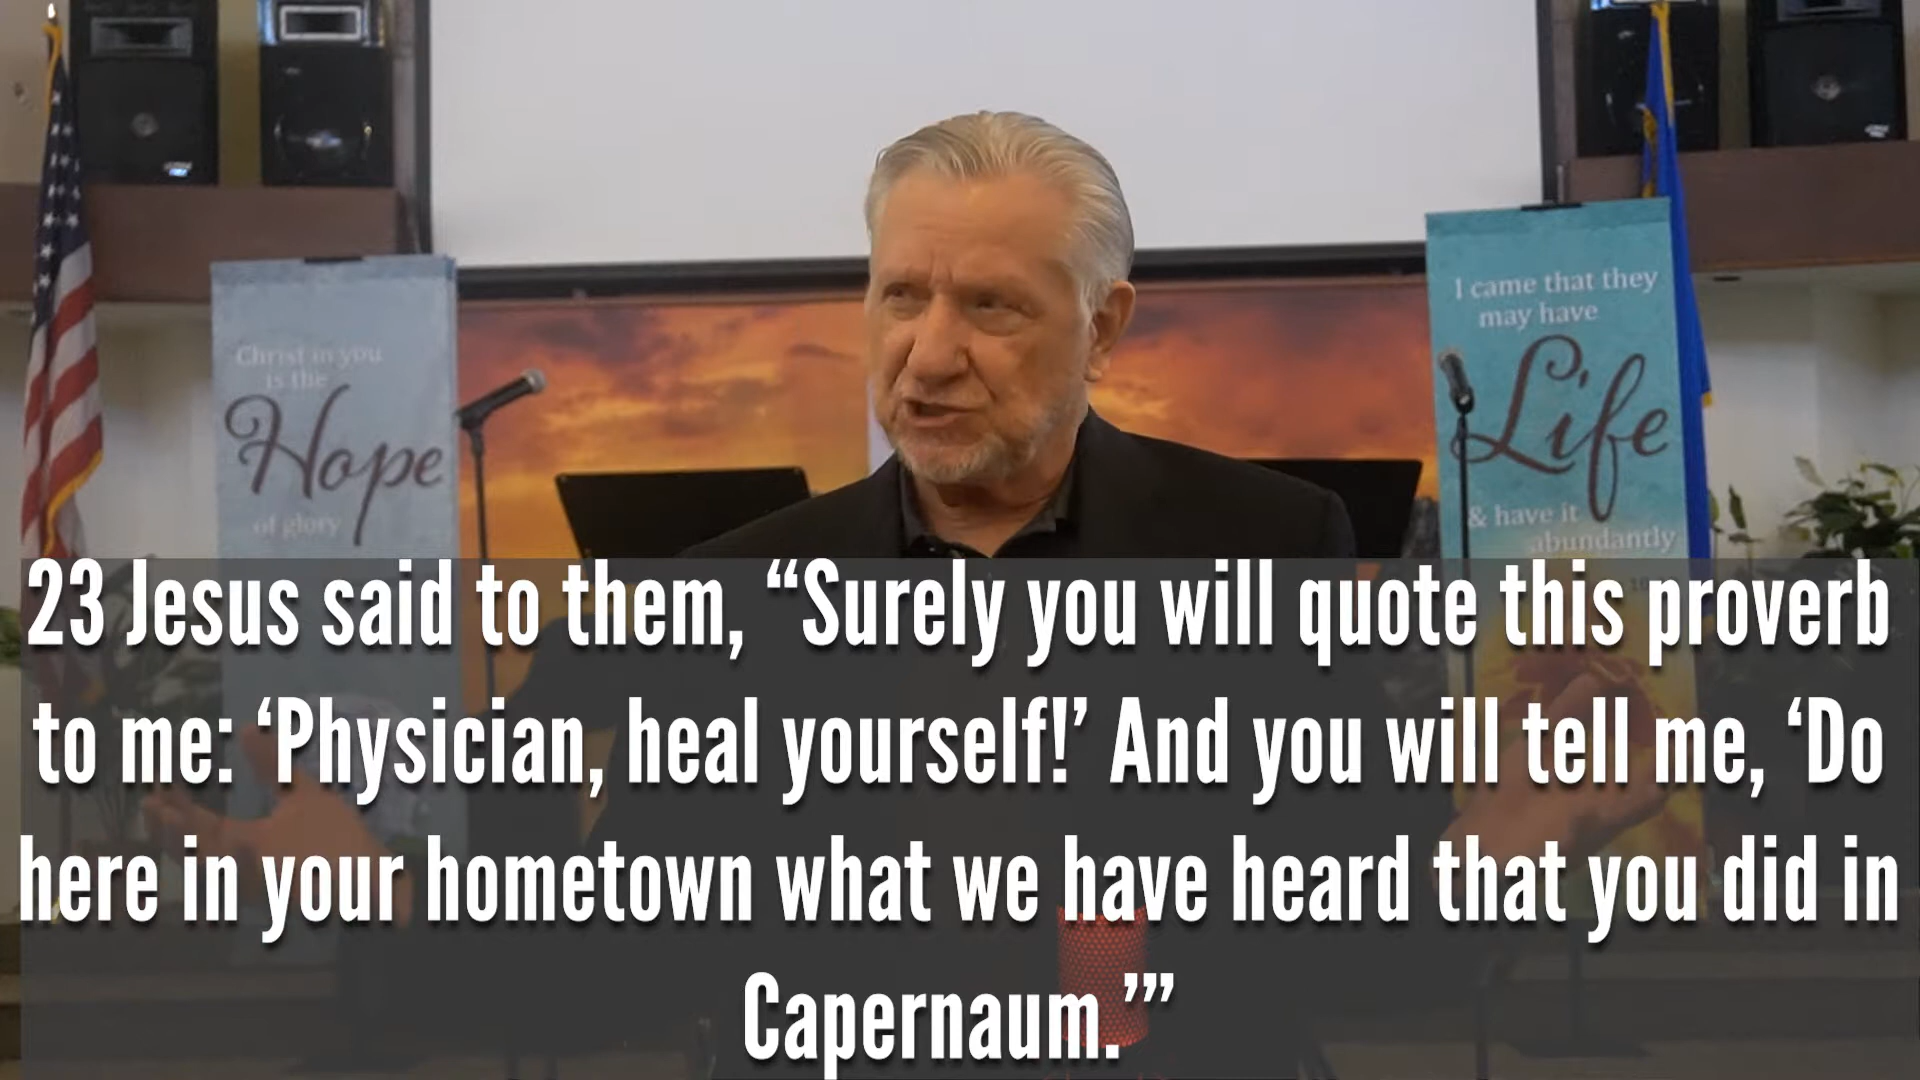 Christ in you
is the
Hope
of glory
I came that they
may have
Life
& have it
abundantly
10
23 Jesus said to them, “Surely you will quote this proverb
to me: ‘Physician, heal yourself!’ And you will tell me, ‘Do
here in your hometown what we have heard that you did in
Capernaum.’”